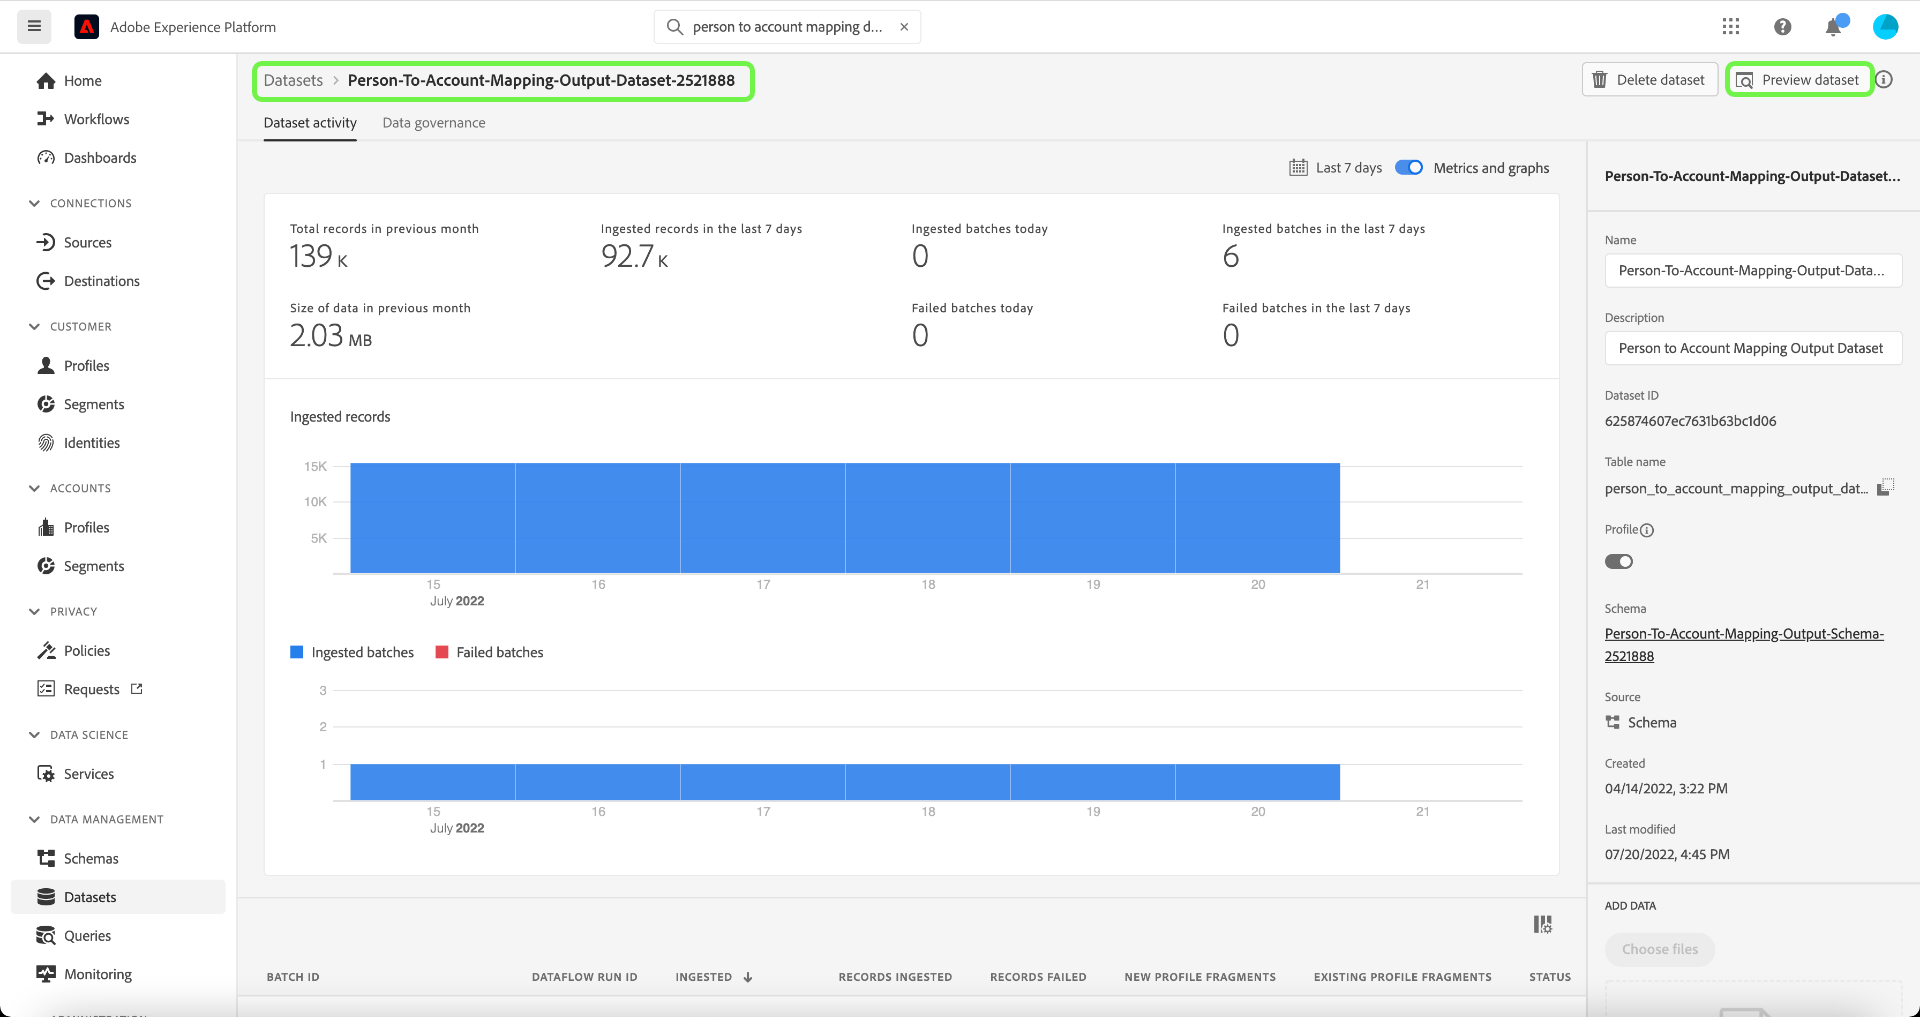 Adobe Experience Platform
person to account mapping d...
Home
Workflows
Dashboards
CONNECTIONS
Sources
Destinations
CUSTOMER
Profiles
Segments
Identities
ACCOUNTS
Profiles
Segments
PRIVACY
Policies
Requests
DATA SCIENCE
Services
DATA MANAGEMENT
Schemas
Datasets
Queries
Monitoring
Datasets > Person-To-Account-Mapping-Output-Dataset-2521888
Delete dataset
Preview dataset
Dataset activity
Data governance
Last 7 days
Metrics and graphs
Total records in previous month
139 K
Ingested records in the last 7 days
92.7 K
Ingested batches today
0
Ingested batches in the last 7 days
6
Size of data in previous month
2.03 MB
Failed batches today
0
Failed batches in the last 7 days
0
Ingested records
15K
10K
5K
15 16 17 18 19 20 21
July 2022
Ingested batches
Failed batches
3
2
1
15 16 17 18 19 20 21
July 2022
BATCH ID DATAFLOW RUN ID INGESTED ↓ RECORDS INGESTED RECORDS FAILED NEW PROFILE FRAGMENTS EXISTING PROFILE FRAGMENTS STATUS
Person-To-Account-Mapping-Output-Dataset...
Name
Person-To-Account-Mapping-Output-Data...
Description
Person to Account Mapping Output Dataset
Dataset ID
625874607ec7631b63bc1d06
Table name
person_to_account_mapping_output_dat...
Profile
Schema
Person-To-Account-Mapping-Output-Schema-
2521888
Source
Schema
Created
04/14/2022, 3:22 PM
Last modified
07/20/2022, 4:45 PM
ADD DATA
Choose files